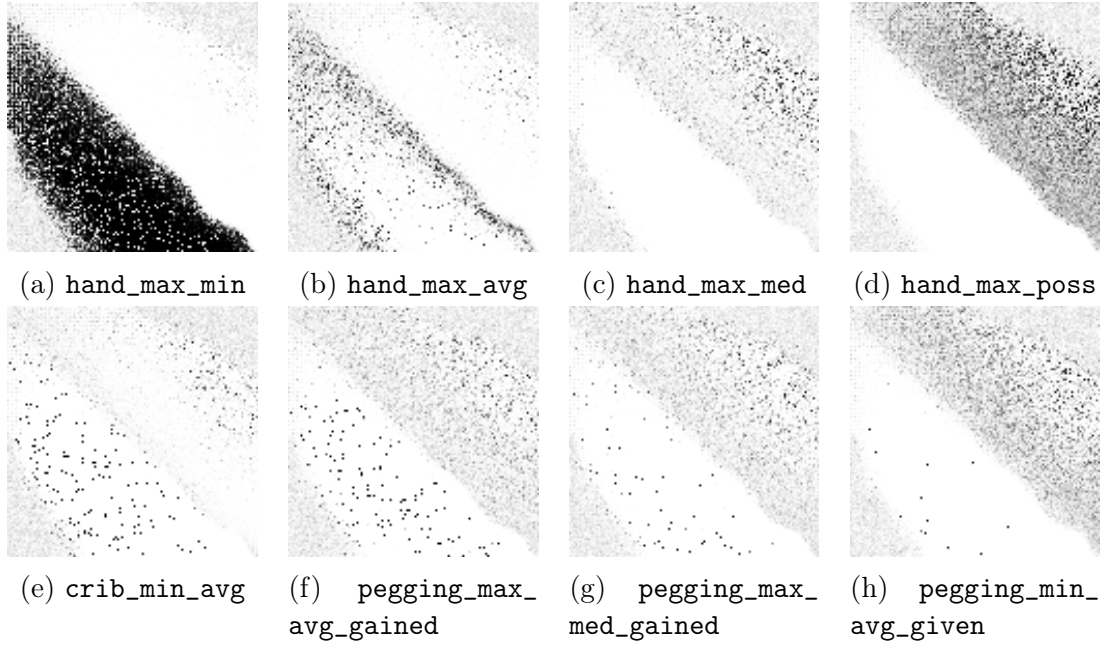 (a) hand_max_min
(b) hand_max_avg
(c) hand_max_med
(d) hand_max_poss
(e) crib_min_avg
(f) pegging_max_
avg_gained
(g) pegging_max_
med_gained
(h) pegging_min_
avg_given